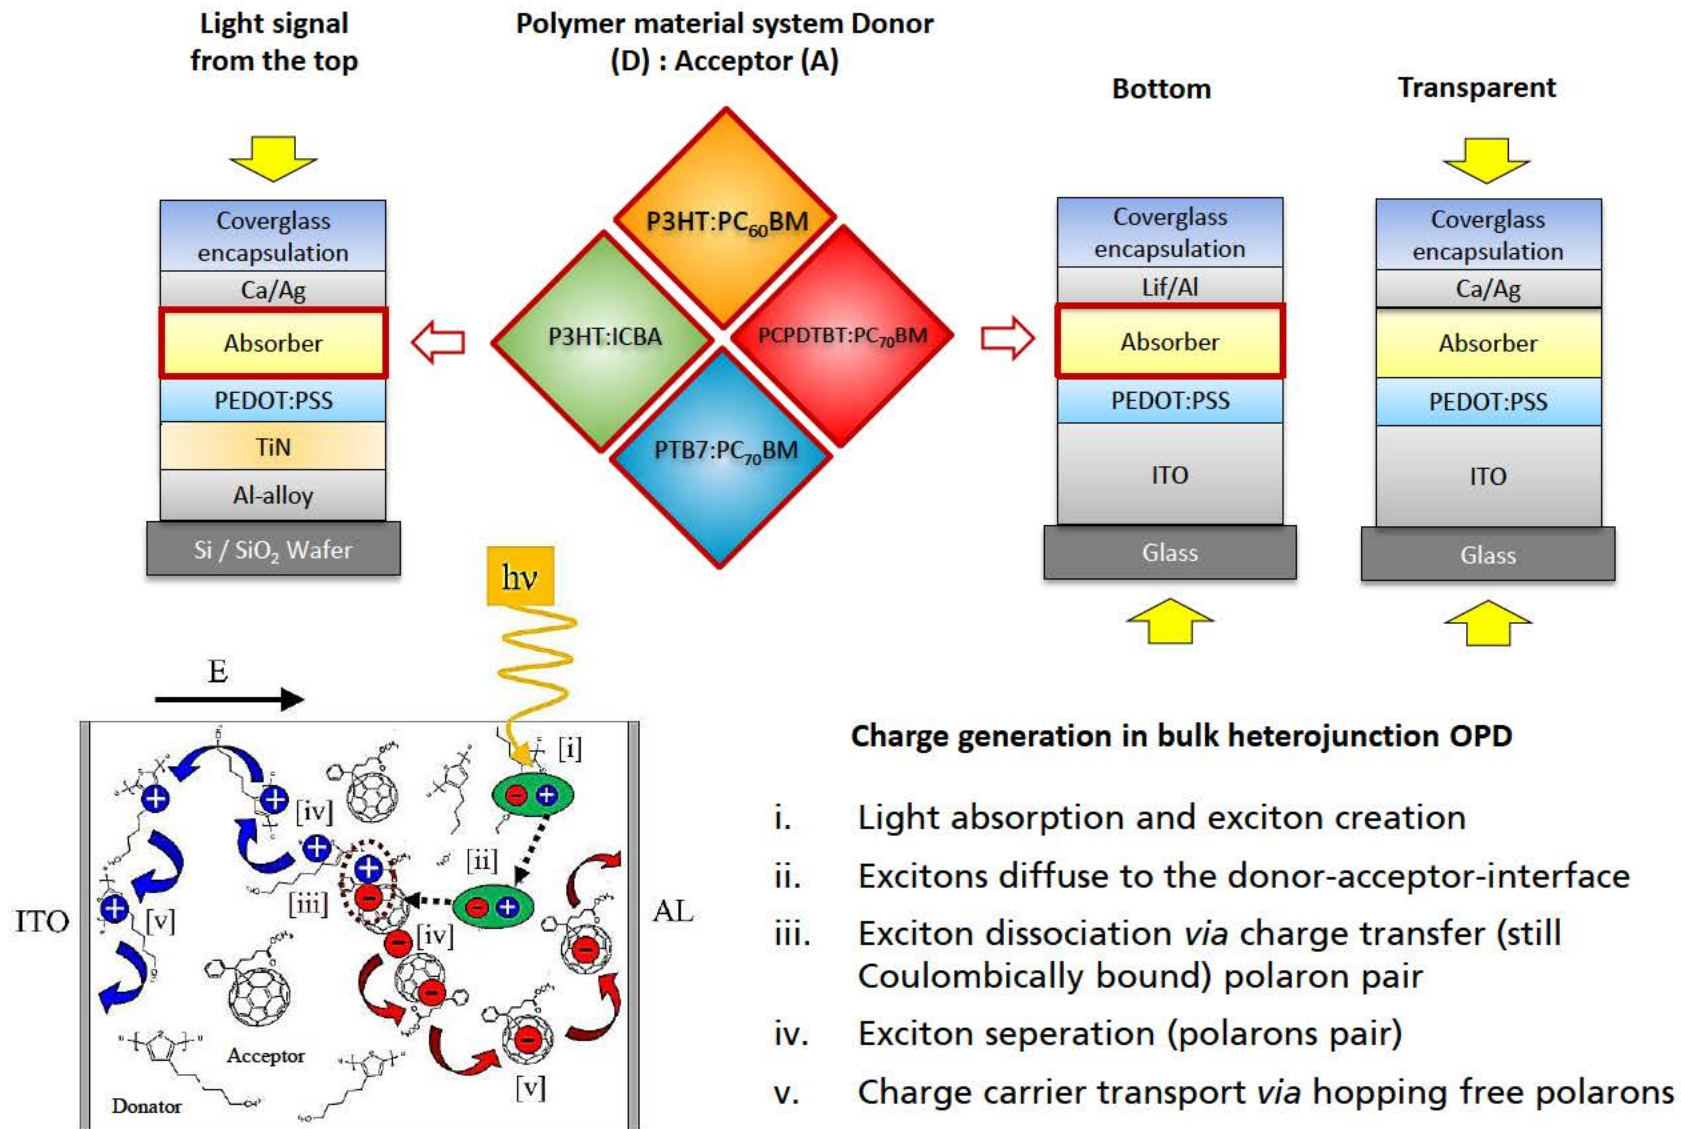 Light signal
from the top
Polymer material system Donor
(D) : Acceptor (A)
Bottom
Transparent
Coverglass
encapsulation
Ca/Ag
Absorber
PEDOT:PSS
TiN
Al-alloy
Si / SiO₂ Wafer
P3HT:PC₆₀BM
P3HT:ICBA
PCPDTBT:PC₇₀BM
PTB7:PC₇₀BM
Coverglass
encapsulation
Lif/Al
Absorber
PEDOT:PSS
ITO
Glass
Coverglass
encapsulation
Ca/Ag
Absorber
PEDOT:PSS
ITO
Glass
hν
E
[i]
[iv]
[ii]
[iii]
[iv]
[v]
[v]
ITO
AL
Acceptor
Donator
Charge generation in bulk heterojunction OPD
i. Light absorption and exciton creation
ii. Excitons diffuse to the donor-acceptor-interface
iii. Exciton dissociation via charge transfer (still
Coulombically bound) polaron pair
iv. Exciton seperation (polarons pair)
v. Charge carrier transport via hopping free polarons